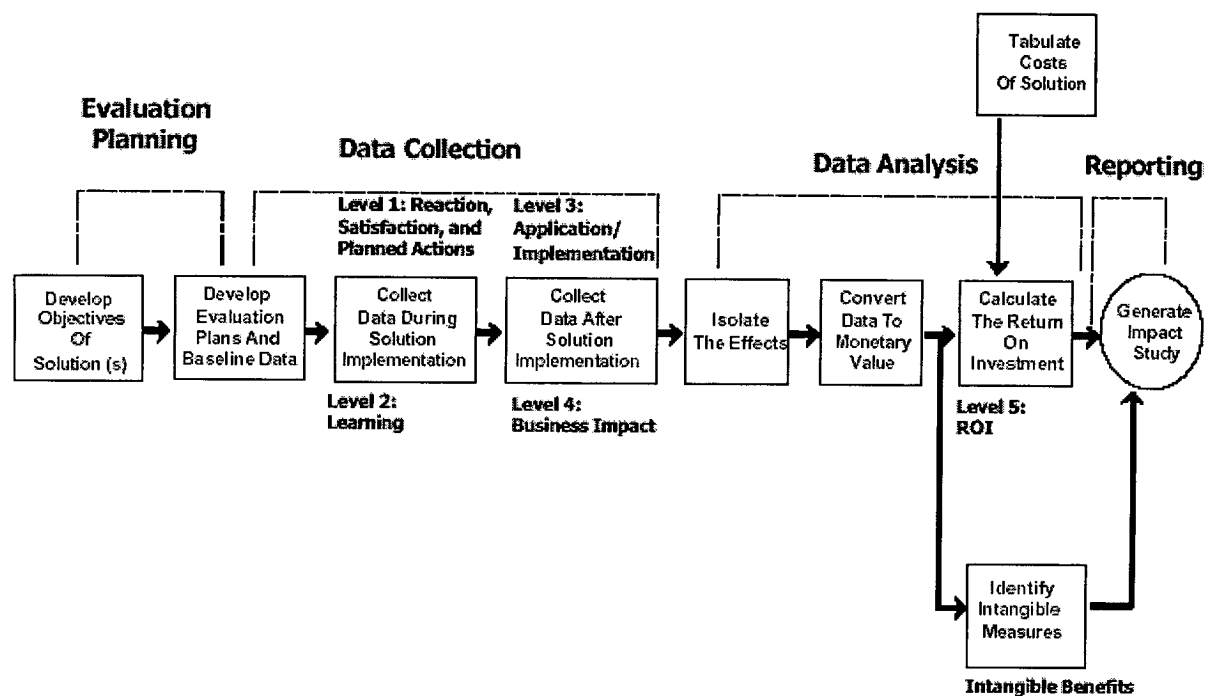 Tabulate
Costs
Of Solution
Evaluation
Planning
Data Collection
Data Analysis
Reporting
Level 1: Reaction,
Satisfaction, and
Planned Actions
Level 3:
Application/
Implementation
Develop
Objectives
Of
Solution (s)
Develop
Evaluation
Plans And
Baseline Data
Collect
Data During
Solution
Implementation
Collect
Data After
Solution
Implementation
Isolate
The Effects
Convert
Data To
Monetary
Value
Calculate
The Return
On
Investment
Generate
Impact
Study
Level 2:
Learning
Level 4:
Business Impact
Level 5:
ROI
Identify
Intangible
Measures
Intangible Benefits